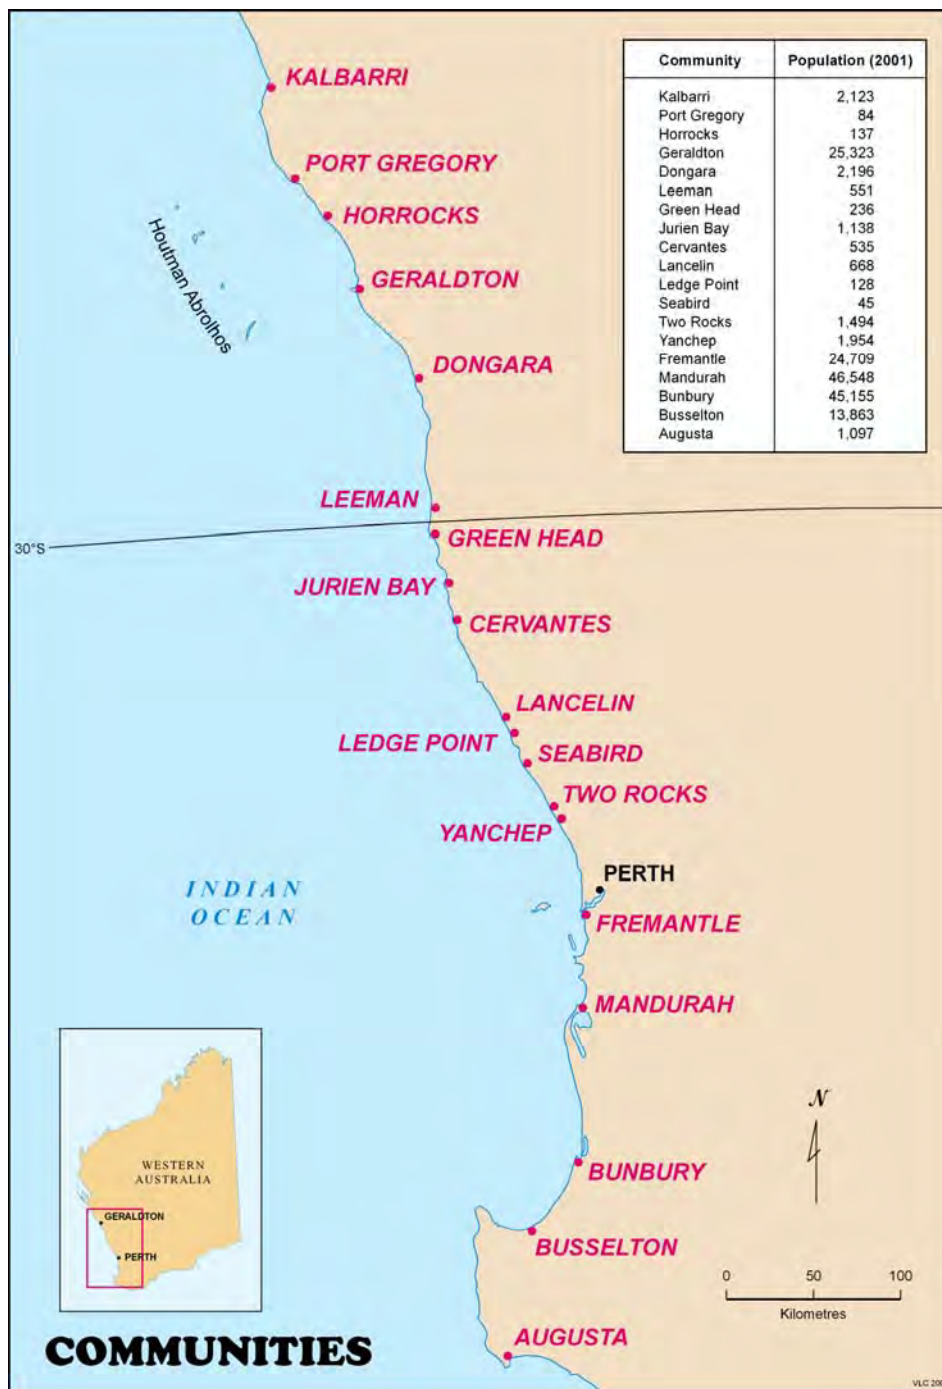 Community Population (2001)
Kalbarri 2,123
Port Gregory 84
Horrocks 137
Geraldton 25,323
Dongara 2,196
Leeman 551
Green Head 236
Jurien Bay 1,138
Cervantes 535
Lancelin 668
Ledge Point 128
Seabird 45
Two Rocks 1,494
Yanchep 1,954
Fremantle 24,709
Mandurah 46,548
Bunbury 45,155
Busselton 13,863
Augusta 1,097
KALBARRI
PORT GREGORY
HORROCKS
Houtman Abrolhos
GERALDTON
DONGARA
LEEMAN
30°S
GREEN HEAD
JURIEN BAY
CERVANTES
LANCELIN
LEDGE POINT
SEABIRD
TWO ROCKS
YANCHEP
PERTH
INDIAN
OCEAN
FREMANTLE
MANDURAH
N
BUNBURY
BUSSELTON
WESTERN
AUSTRALIA
GERALDTON
PERTH
0 50 100
Kilometres
AUGUSTA
COMMUNITIES
VLC